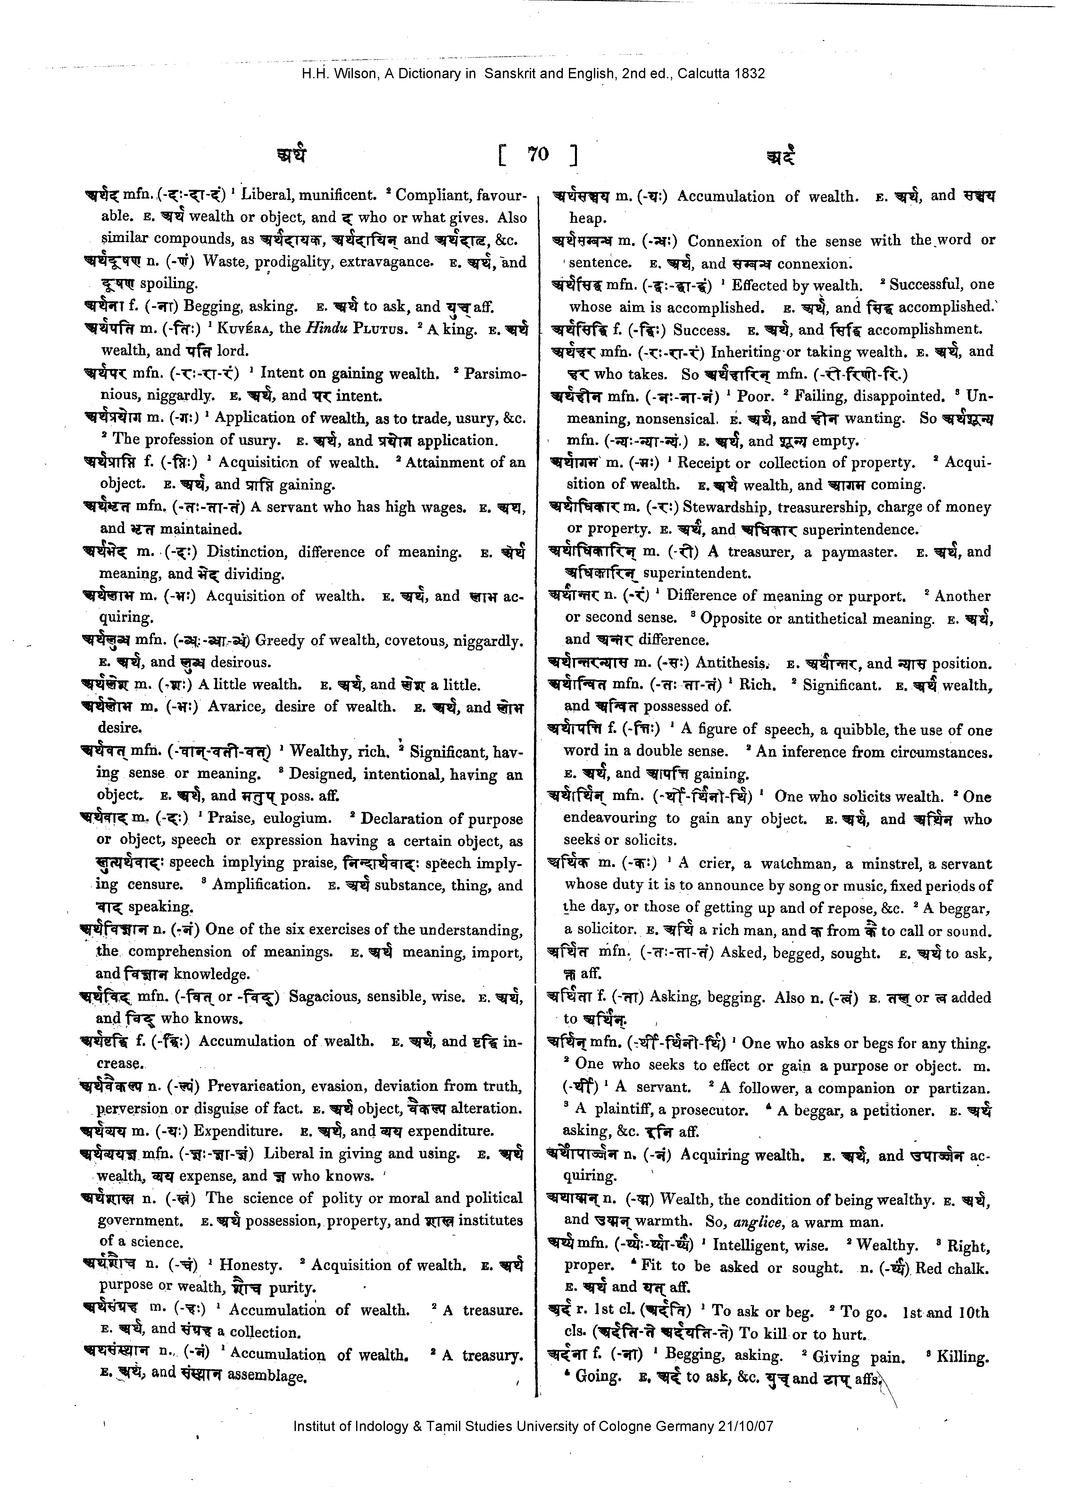 H.H. Wilson, A Dictionary in Sanskrit and English, 2nd ed., Calcutta 1832
अर्थ [ 70 ] अर्द
अर्थद mfn. (-दः-दा-दं) ¹ Liberal, munificent. ² Compliant, favour-
able. E. अर्थ wealth or object, and द who or what gives. Also
similar compounds, as अर्थदायक, अर्थदायिन् and अर्थदातृ, &c.
अर्थदूषण n. (-णं) Waste, prodigality, extravagance. E. अर्थ, and
दूषण spoiling.
अर्थना f. (-ना) Begging, asking. E. अर्थ to ask, and युच् aff.
अर्थपति m. (-तिः) ¹ KUVÉRA, the Hindu PLUTUS. ² A king. E. अर्थ
wealth, and पति lord.
अर्थपर mfn. (-रः-रा-रं) ¹ Intent on gaining wealth. ² Parsimo-
nious, niggardly. E. अर्थ, and पर intent.
अर्थप्रयोग m. (-गः) ¹ Application of wealth, as to trade, usury, &c.
² The profession of usury. E. अर्थ, and प्रयोग application.
अर्थप्राप्ति f. (-प्तिः) ¹ Acquisition of wealth. ² Attainment of an
object. E. अर्थ, and प्राप्ति gaining.
अर्थभृत mfn. (-तः-ता-तं) A servant who has high wages. E. अथ,
and भृत maintained.
अर्थभेद m. (-दः) Distinction, difference of meaning. E. अर्थ
meaning, and भेद dividing.
अर्थलाभ m. (-भः) Acquisition of wealth. E. अर्थ, and लाभ ac-
quiring.
अर्थलुब्ध mfn. (-ब्धः-ब्धा-ब्धं) Greedy of wealth, covetous, niggardly.
E. अर्थ, and लुब्ध desirous.
अर्थलेश m. (-शः) A little wealth. E. अर्थ, and लेश a little.
अर्थलोभ m. (-भः) Avarice, desire of wealth. E. अर्थ, and लोभ
desire.
अर्थवत् mfn. (-वान्-वती-वत्) ¹ Wealthy, rich. ² Significant, hav-
ing sense or meaning. ³ Designed, intentional, having an
object. E. अर्थ, and मतुप् poss. aff.
अर्थवाद m. (-दः) ¹ Praise, eulogium. ² Declaration of purpose
or object, speech or expression having a certain object, as
स्तुत्यर्थवादः speech implying praise, निन्दार्थवादः speech imply-
ing censure. ³ Amplification. E. अर्थ substance, thing, and
वाद speaking.
अर्थविज्ञान n. (-नं) One of the six exercises of the understanding,
the comprehension of meanings. E. अर्थ meaning, import,
and विज्ञान knowledge.
अर्थविद् mfn. (-वित् or -विद्) Sagacious, sensible, wise. E. अर्थ,
and विद् who knows.
अर्थवृद्धि f. (-द्धिः) Accumulation of wealth. E. अर्थ, and वृद्धि in-
crease.
अर्थवैकल्प n. (-ल्पं) Prevarieation, evasion, deviation from truth,
perversion or disguise of fact. E. अर्थ object, वैकल्प alteration.
अर्थव्यय m. (-यः) Expenditure. E. अर्थ, and व्यय expenditure.
अर्थव्ययज्ञ mfn. (-ज्ञः-ज्ञा-ज्ञं) Liberal in giving and using. E. अर्थ
wealth, व्यय expense, and ज्ञ who knows.
अर्थशास्त्र n. (-स्त्रं) The science of polity or moral and political
government. E. अर्थ possession, property, and शास्त्र institutes
of a science.
अर्थशौच n. (-चं) ¹ Honesty. ² Acquisition of wealth. E. अर्थ
purpose or wealth, शौच purity.
अर्थसंग्रह m. (-हः) ¹ Accumulation of wealth. ² A treasure.
E. अर्थ, and संग्रह a collection.
अथसंस्थान n. (-नं) ¹ Accumulation of wealth. ² A treasury.
E. अर्थ, and संस्थान assemblage.
अर्थसञ्चय m. (-यः) Accumulation of wealth. E. अर्थ, and सञ्चय
heap.
अर्थसम्बन्ध m. (-न्धः) Connexion of the sense with the word or
sentence. E. अर्थ, and सम्बन्ध connexion.
अर्थसिद्ध mfn. (-द्धः-द्धा-द्धं) ¹ Effected by wealth. ² Successful, one
whose aim is accomplished. E. अर्थ, and सिद्ध accomplished.
अर्थसिद्धि f. (-द्धिः) Success. E. अर्थ, and सिद्धि accomplishment.
अर्थहर mfn. (-रः-रा-रं) Inheriting or taking wealth. E. अर्थ, and
हर who takes. So अर्थहारिन् mfn. (-री-रिणी-रि.)
अर्थहीन mfn. (-नः-ना-नं) ¹ Poor. ² Failing, disappointed. ³ Un-
meaning, nonsensical. E. अर्थ, and हीन wanting. So अर्थशून्य
mfn. (-न्यः-न्या-न्यं.) E. अर्थ, and शून्य empty.
अर्थागम m. (-मः) ¹ Receipt or collection of property. ² Acqui-
sition of wealth. E. अर्थ wealth, and आगम coming.
अर्थाधिकार m. (-रः) Stewardship, treasurership, charge of money
or property. E. अर्थ, and अधिकार superintendence.
अर्थाधिकारिन् m. (-री) A treasurer, a paymaster. E. अर्थ, and
अधिकारिन् superintendent.
अर्थान्तर n. (-रं) ¹ Difference of meaning or purport. ² Another
or second sense. ³ Opposite or antithetical meaning. E. अर्थ,
and अन्तर difference.
अर्थान्तरन्यास m. (-सः) Antithesis. E. अर्थान्तर, and न्यास position.
अर्थान्वित mfn. (-तः ता-तं) ¹ Rich. ² Significant. E. अर्थ wealth,
and अन्वित possessed of.
अर्थापत्ति f. (-त्तिः) ¹ A figure of speech, a quibble, the use of one
word in a double sense. ² An inference from circumstances.
E. अर्थ, and आपत्ति gaining.
अर्थार्थिन् mfn. (-र्थी-र्थिनी-र्थि) ¹ One who solicits wealth. ² One
endeavouring to gain any object. E. अर्थ, and अर्थिन who
seeks or solicits.
अर्थिक m. (-कः) ¹ A crier, a watchman, a minstrel, a servant
whose duty it is to announce by song or music, fixed periods of
the day, or those of getting up and of repose, &c. ² A beggar,
a solicitor. E. अर्थि a rich man, and क from कै to call or sound.
अर्थित mfn. (-तः-ता-तं) Asked, begged, sought. E. अर्थ to ask,
क्त aff.
अर्थिता f. (-ता) Asking, begging. Also n. (-त्वं) E. तल् or त्व added
to अर्थिन्.
अर्थिन् mfn. (-र्थी-र्थिनी-र्थि) ¹ One who asks or begs for any thing.
² One who seeks to effect or gain a purpose or object. m.
(-र्थी) ¹ A servant. ² A follower, a companion or partizan.
³ A plaintiff, a prosecutor. ⁴ A beggar, a petitioner. E. अर्थ
asking, &c. इनि aff.
अर्थोपार्ज्जन n. (-नं) Acquiring wealth. E. अर्थ, and उपार्ज्जन ac-
quiring.
अथोष्मन् n. (-ष्म) Wealth, the condition of being wealthy. E. अर्थ,
and उष्मन् warmth. So, anglice, a warm man.
अर्थ्य mfn. (-र्थ्यः-र्थ्या-र्थ्यं) ¹ Intelligent, wise. ² Wealthy. ³ Right,
proper. ⁴ Fit to be asked or sought. n. (-र्थ्यं) Red chalk.
E. अर्थ and यत् aff.
अर्द r. 1st cl. (अर्दति) ¹ To ask or beg. ² To go. 1st and 10th
cls. (अर्दति-ते अर्दयति-ते) To kill or to hurt.
अर्दना f. (-ना) ¹ Begging, asking. ² Giving pain. ³ Killing.
⁴ Going. E. अर्द to ask, &c. युच् and टाप् affs.
Institut of Indology & Tamil Studies University of Cologne Germany 21/10/07